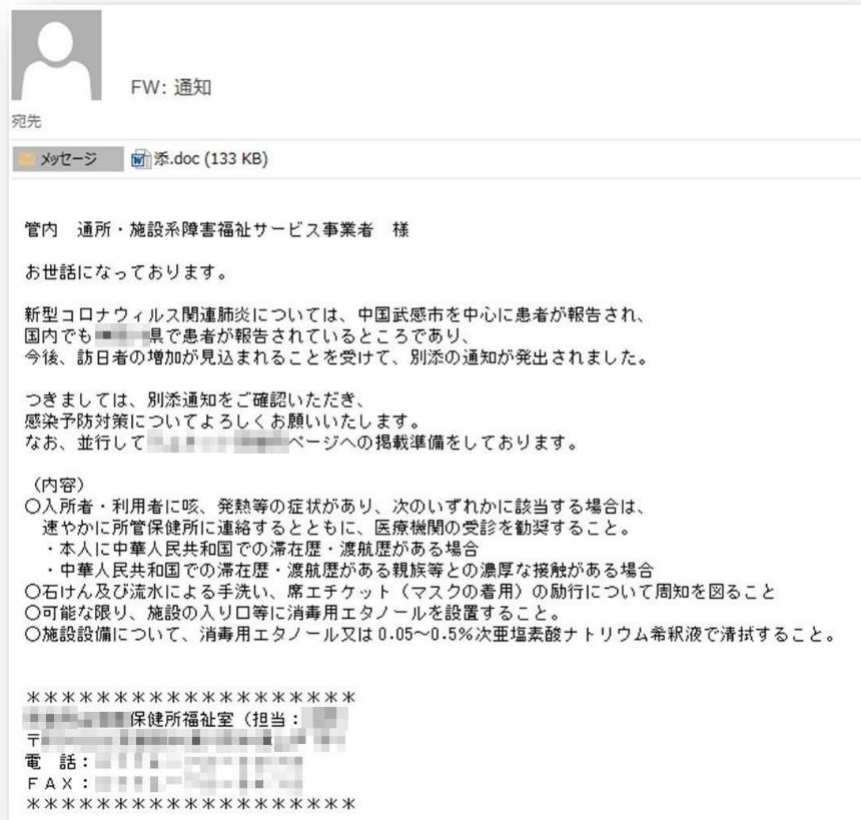 FW: 通知
宛先
メッセージ 添.doc (133 KB)
管内 通所・施設系障害福祉サービス事業者 様
お世話になっております。
新型コロナウィルス関連肺炎については、中国武感市を中心に患者が報告され、
国内でも 県で患者が報告されているところであり、
今後、訪日者の増加が見込まれることを受けて、別添の通知が発出されました。
つきましては、別添通知をご確認いただき、
感染予防対策についてよろしくお願いいたします。
なお、並行して ページへの掲載準備をしております。
（内容）
○入所者・利用者に咳、発熱等の症状があり、次のいずれかに該当する場合は、
速やかに所管保健所に連絡するとともに、医療機関の受診を勧奨すること。
・本人に中華人民共和国での滞在歴・渡航歴がある場合
・中華人民共和国での滞在歴・渡航歴がある親族等との濃厚な接触がある場合
○石けん及び流水による手洗い、席エチケット（マスクの着用）の励行について周知を図ること
○可能な限り、施設の入り口等に消毒用エタノールを設置すること。
○施設設備について、消毒用エタノール又は0.05～0.5%次亜塩素酸ナトリウム希釈液で清拭すること。
＊＊＊＊＊＊＊＊＊＊＊＊＊＊＊＊＊＊＊
保健所福祉室（担当：
〒
電 話：
ＦＡＸ：
＊＊＊＊＊＊＊＊＊＊＊＊＊＊＊＊＊＊＊